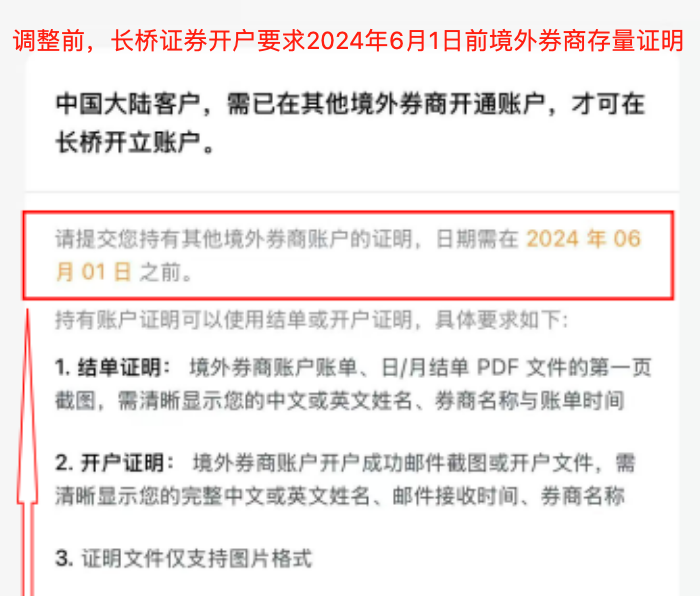 调整前，长桥证券开户要求2024年6月1日前境外券商存量证明
中国大陆客户，需已在其他境外券商开通账户，才可在
长桥开立账户。
请提交您持有其他境外券商账户的证明，日期需在 2024 年 06
月 01 日 之前。
持有账户证明可以使用结单或开户证明，具体要求如下：
1. 结单证明： 境外券商账户账单、日/月结单 PDF 文件的第一页
截图，需清晰显示您的中文或英文姓名、券商名称与账单时间
2. 开户证明： 境外券商账户开户成功邮件截图或开户文件，需
清晰显示您的完整中文或英文姓名、邮件接收时间、券商名称
3. 证明文件仅支持图片格式